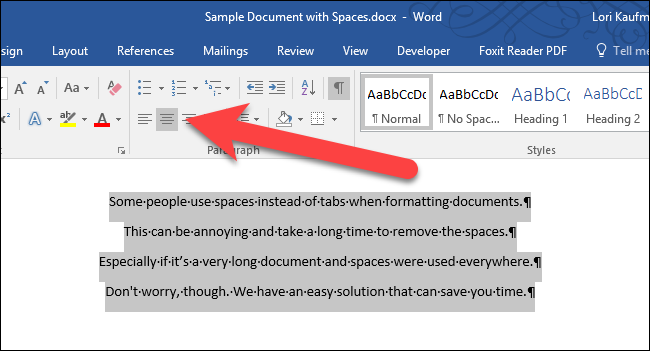 Sample Document with Spaces.docx - Word
Lori Kaufm
sign Layout References Mailings Review View Developer Foxit Reader PDF Tell me
Paragraph
AaBbCcDc AaBbCcDc AaBbCc AaBbCcD
¶ Normal ¶ No Spac... Heading 1 Heading 2
Styles
Some·people·use·spaces·instead·of·tabs·when·formatting·documents.¶
This·can·be·annoying·and·take·a·long·time·to·remove·the·spaces.¶
Especially·if·it's·a·very·long·document·and·spaces·were·used·everywhere.¶
Don't·worry,·though.·We·have·an·easy·solution·that·can·save·you·time.¶